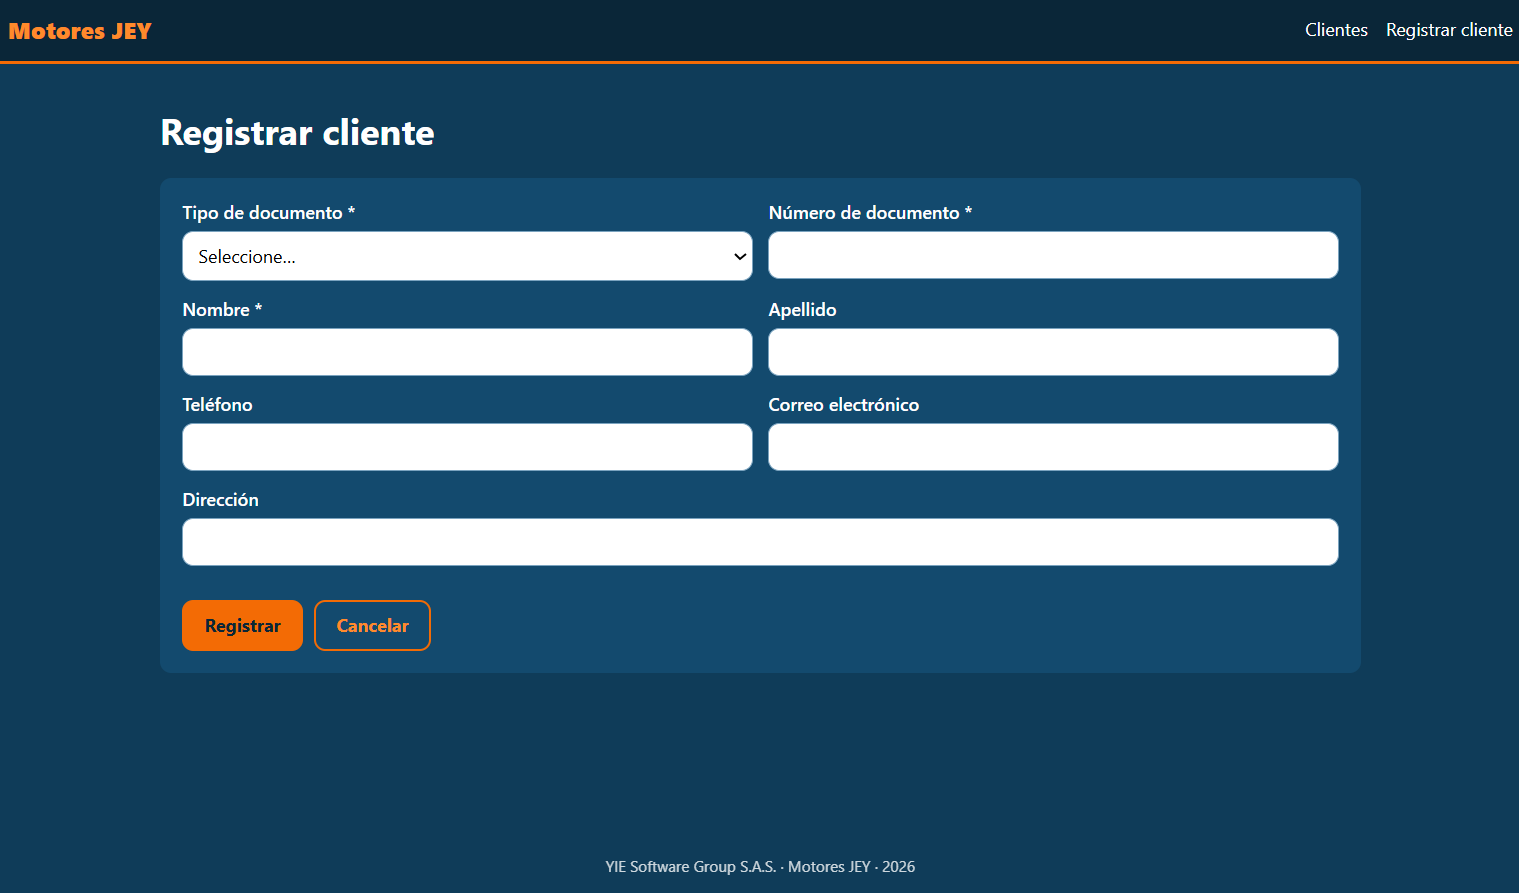 Motores JEY
Clientes Registrar cliente
Registrar cliente
Tipo de documento * Número de documento *
Seleccione...
Nombre * Apellido
Teléfono Correo electrónico
Dirección
Registrar Cancelar
YIE Software Group S.A.S. · Motores JEY · 2026